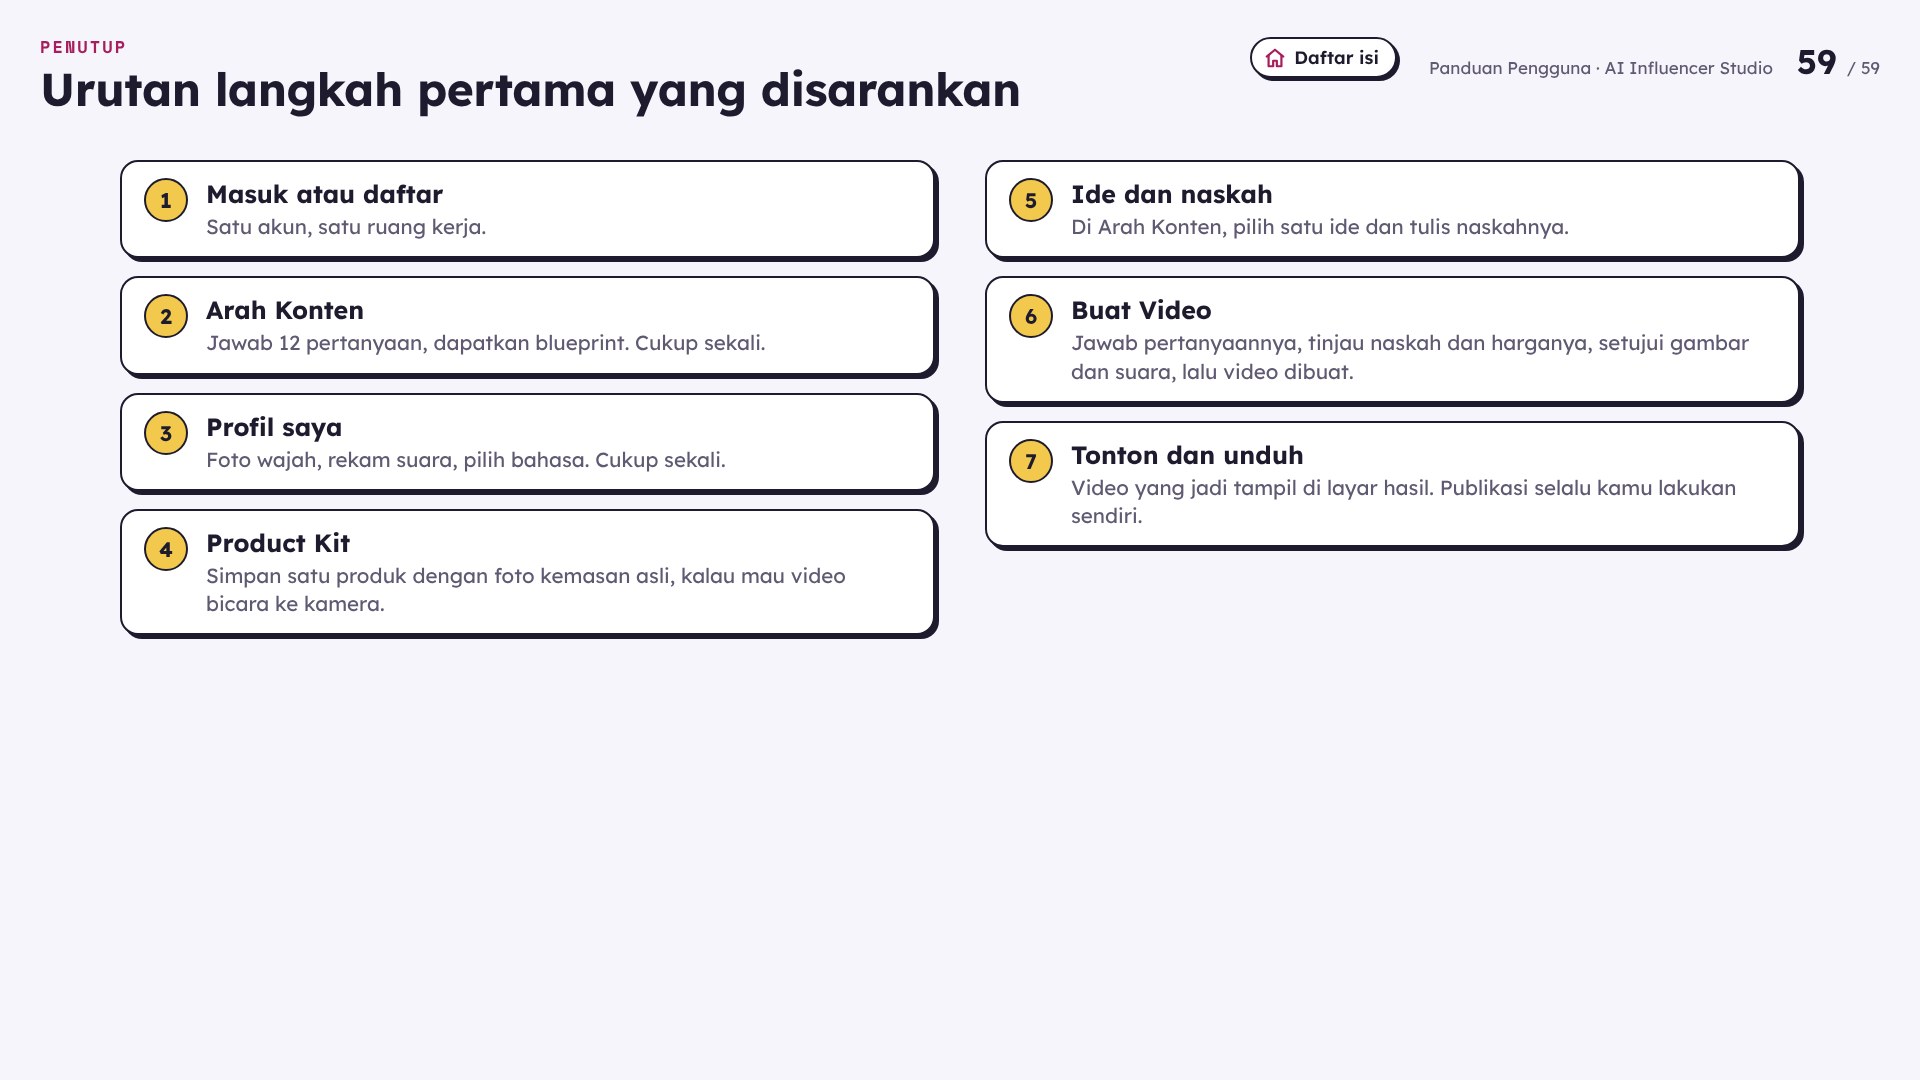 PENUTUP
Urutan langkah pertama yang disarankan
Daftar isi
Panduan Pengguna · AI Influencer Studio
59 / 59
1
Masuk atau daftar
Satu akun, satu ruang kerja.
2
Arah Konten
Jawab 12 pertanyaan, dapatkan blueprint. Cukup sekali.
3
Profil saya
Foto wajah, rekam suara, pilih bahasa. Cukup sekali.
4
Product Kit
Simpan satu produk dengan foto kemasan asli, kalau mau video
bicara ke kamera.
5
Ide dan naskah
Di Arah Konten, pilih satu ide dan tulis naskahnya.
6
Buat Video
Jawab pertanyaannya, tinjau naskah dan harganya, setujui gambar
dan suara, lalu video dibuat.
7
Tonton dan unduh
Video yang jadi tampil di layar hasil. Publikasi selalu kamu lakukan
sendiri.